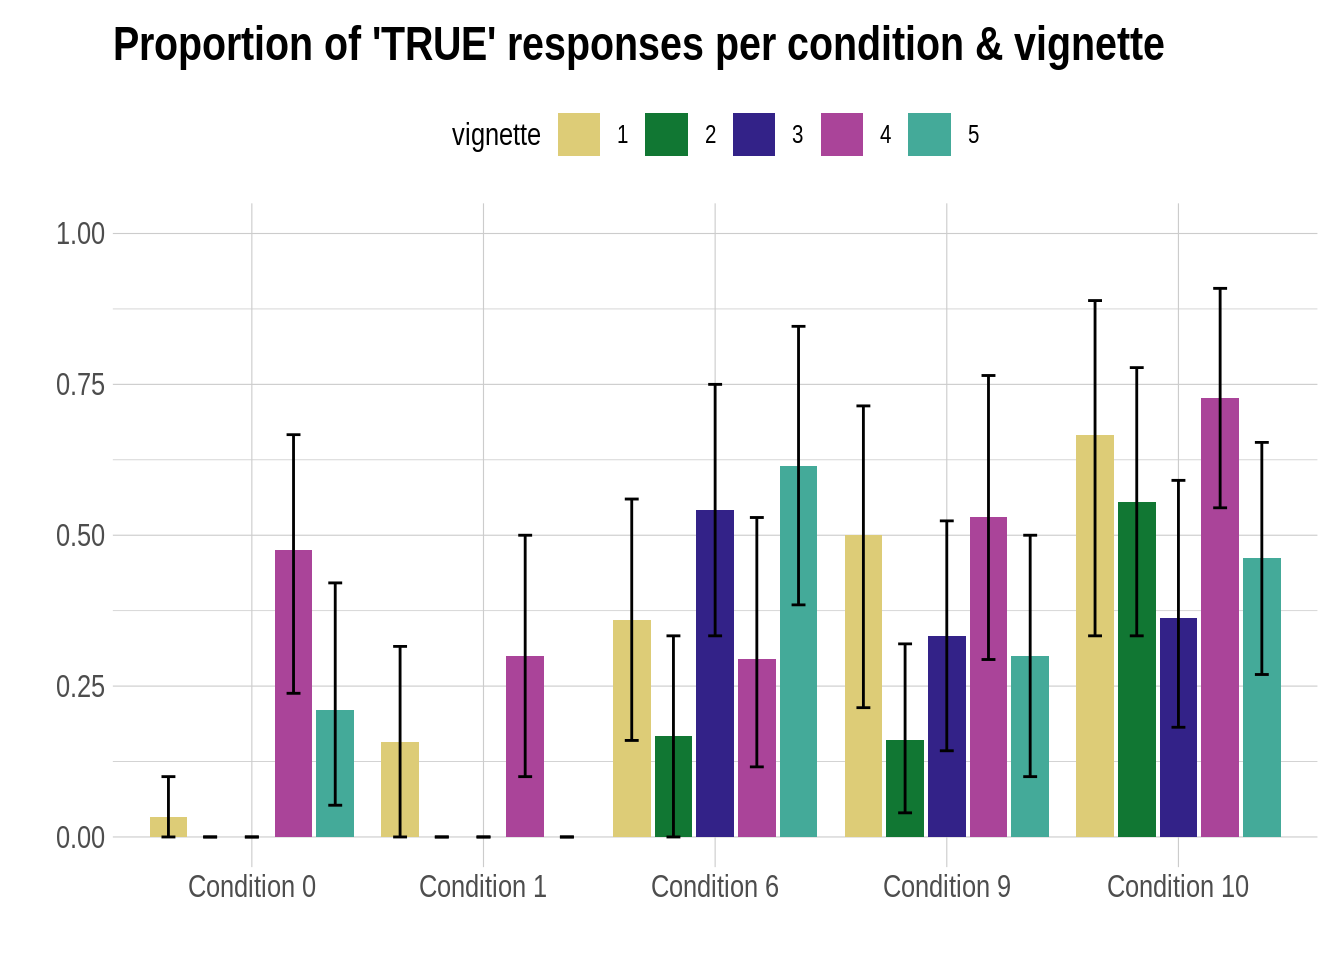 Proportion of 'TRUE' responses per condition & vignette
vignette 1 2 3 4 5
1.00
0.75
0.50
0.25
0.00
Condition 0 Condition 1 Condition 6 Condition 9 Condition 10